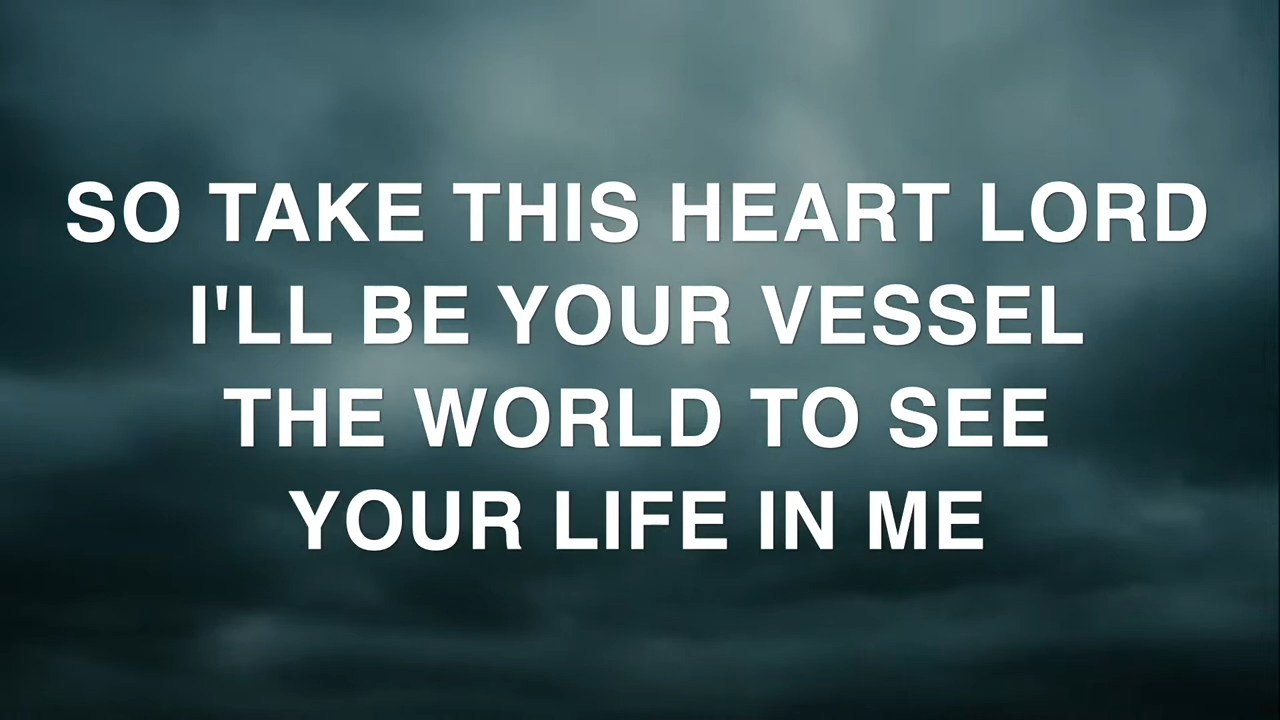 SO TAKE THIS HEART LORD
I'LL BE YOUR VESSEL
THE WORLD TO SEE
YOUR LIFE IN ME